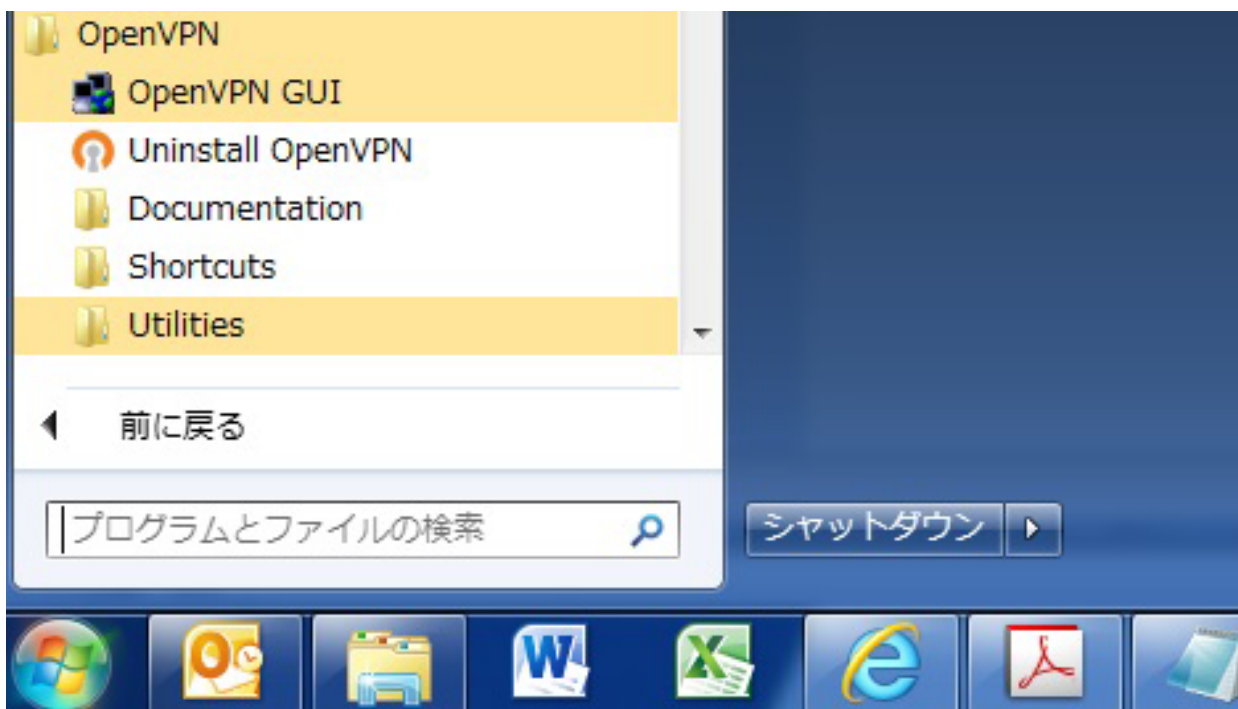 OpenVPN
OpenVPN GUI
Uninstall OpenVPN
Documentation
Shortcuts
Utilities
前に戻る
プログラムとファイルの検索
シャットダウン